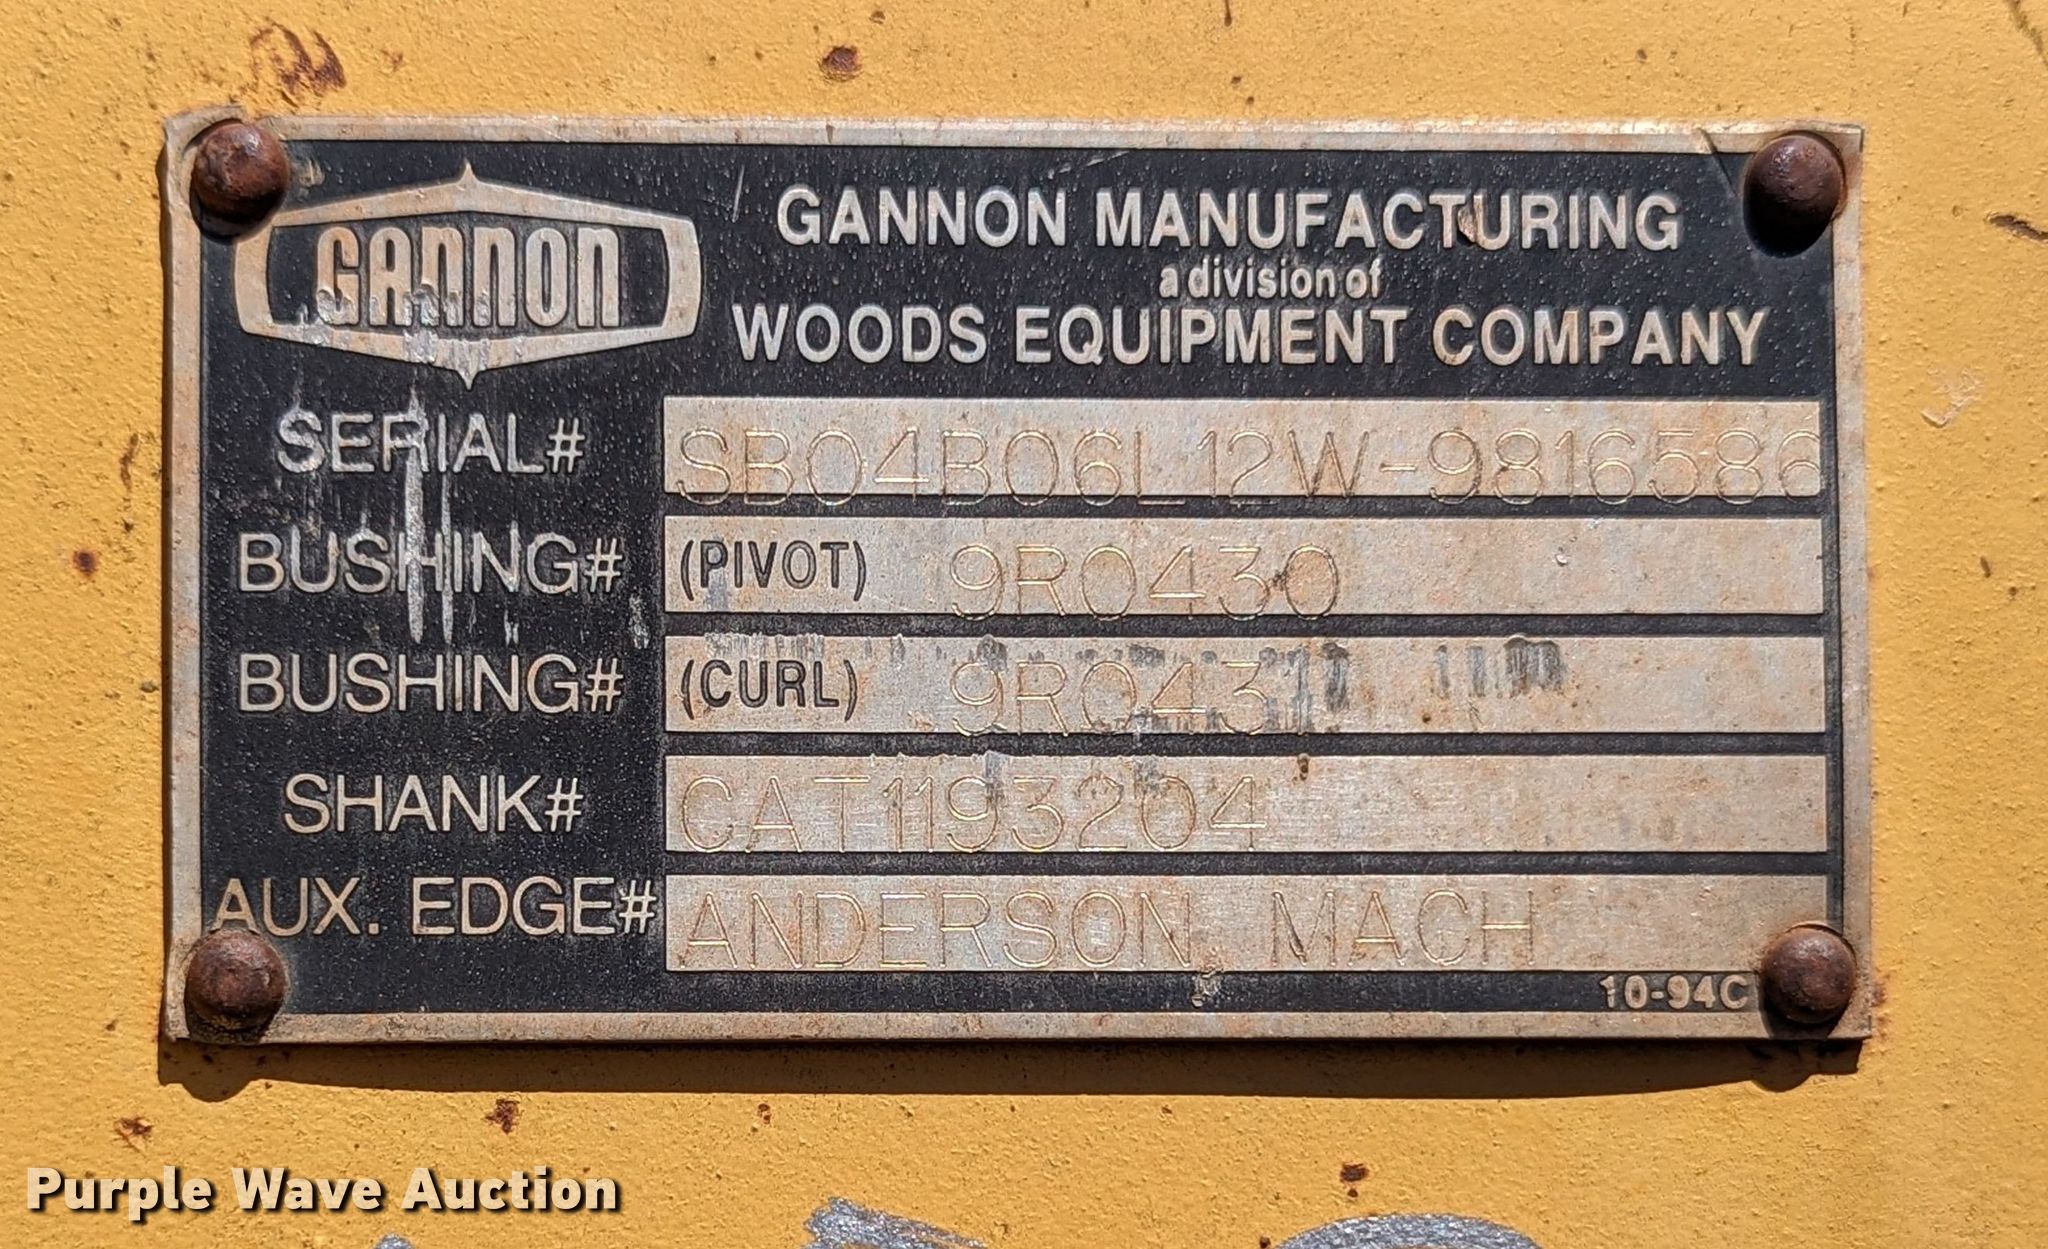 GANNON
GANNON MANUFACTURING
a division of
WOODS EQUIPMENT COMPANY
SERIAL# SB04B06L12W-9816586
BUSHING# (PIVOT) 9R0430
BUSHING# (CURL) 9R0431
SHANK# CAT1193204
AUX. EDGE# ANDERSON MACH
10-94C
Purple Wave Auction